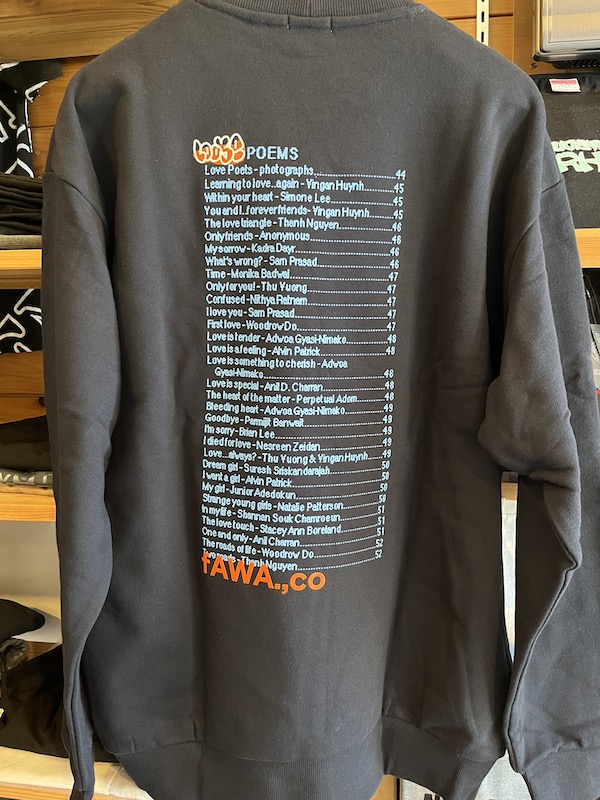 Loose POEMS
Love Poets - photographs....................44
Learning to love...again - Yingan Huynh....45
Within your heart - Simone Lee................45
You and I...forever friends - Yingan Huynh....45
The love triangle - Thanh Nguyen..............46
Only friends - Anonymous.......................46
My sorrow - Kadra Dayr.........................46
What's wrong? - Sam Prasad....................46
Time - Monika Badwal............................47
Only for you! - Thu Vuong.......................47
Confused - Nithya Ratnam......................47
I love you - Sam Prasad.........................47
First love - Woodrow Do.........................47
Love is tender - Adwoa Gyasi-Nimako..........48
Love is a feeling - Alvin Patrick................48
Love is something to cherish - Adwoa
Gyasi-Nimako....................................48
Love is special - Anil D. Charran................48
The heart of the matter - Perpetual Adom...48
Bleeding heart - Adwoa Gyasi-Nimako.........49
Goodbye - Parmajit Banwait....................49
I'm sorry - Brian Lee.............................49
I died for love - Nesreen Zeidan................49
Love...always? - Thu Vuong & Yingan Huynh...49
Dream girl - Suresh Sriskandarajah............50
I want a girl - Alvin Patrick......................50
My girl - Junior Adedokun.......................50
Strange young girls - Natalie Patterson.......50
In my life - Shannan Souk Chamroeun........51
The love touch - Stacey Ann Boreland.........51
One and only - Anil Charran....................52
The roads of life - Woodrow Do................52
Thanh Nguyen
fAWA.,co